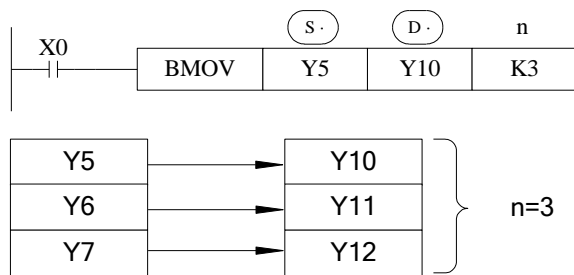 S· D· n
X0
BMOV Y5 Y10 K3
Y5 Y10
Y6 Y11 n=3
Y7 Y12